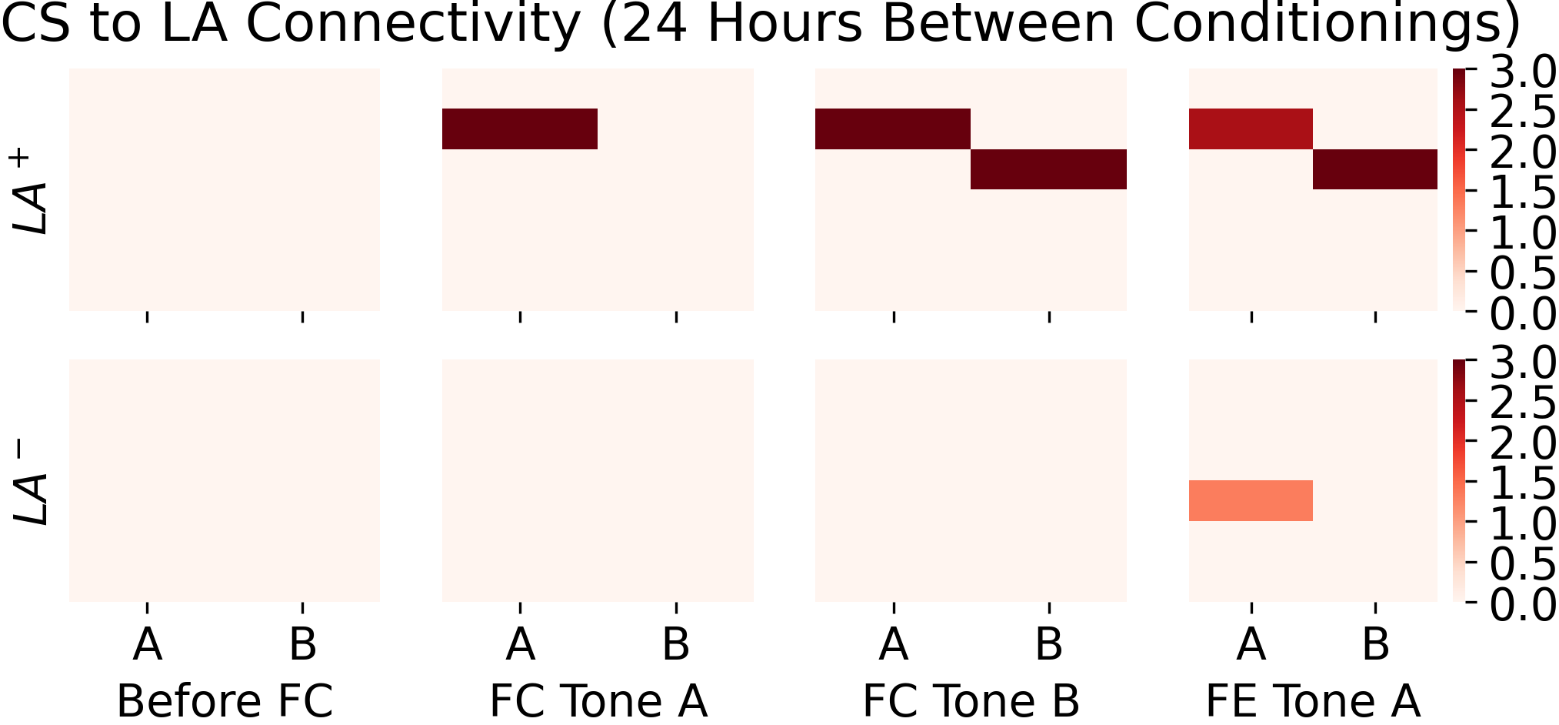 CS to LA Connectivity (24 Hours Between Conditionings)
LA⁺
3.0
2.5
2.0
1.5
1.0
0.5
0.0
LA⁻
3.0
2.5
2.0
1.5
1.0
0.5
0.0
A B A B A B A B
Before FC FC Tone A FC Tone B FE Tone A